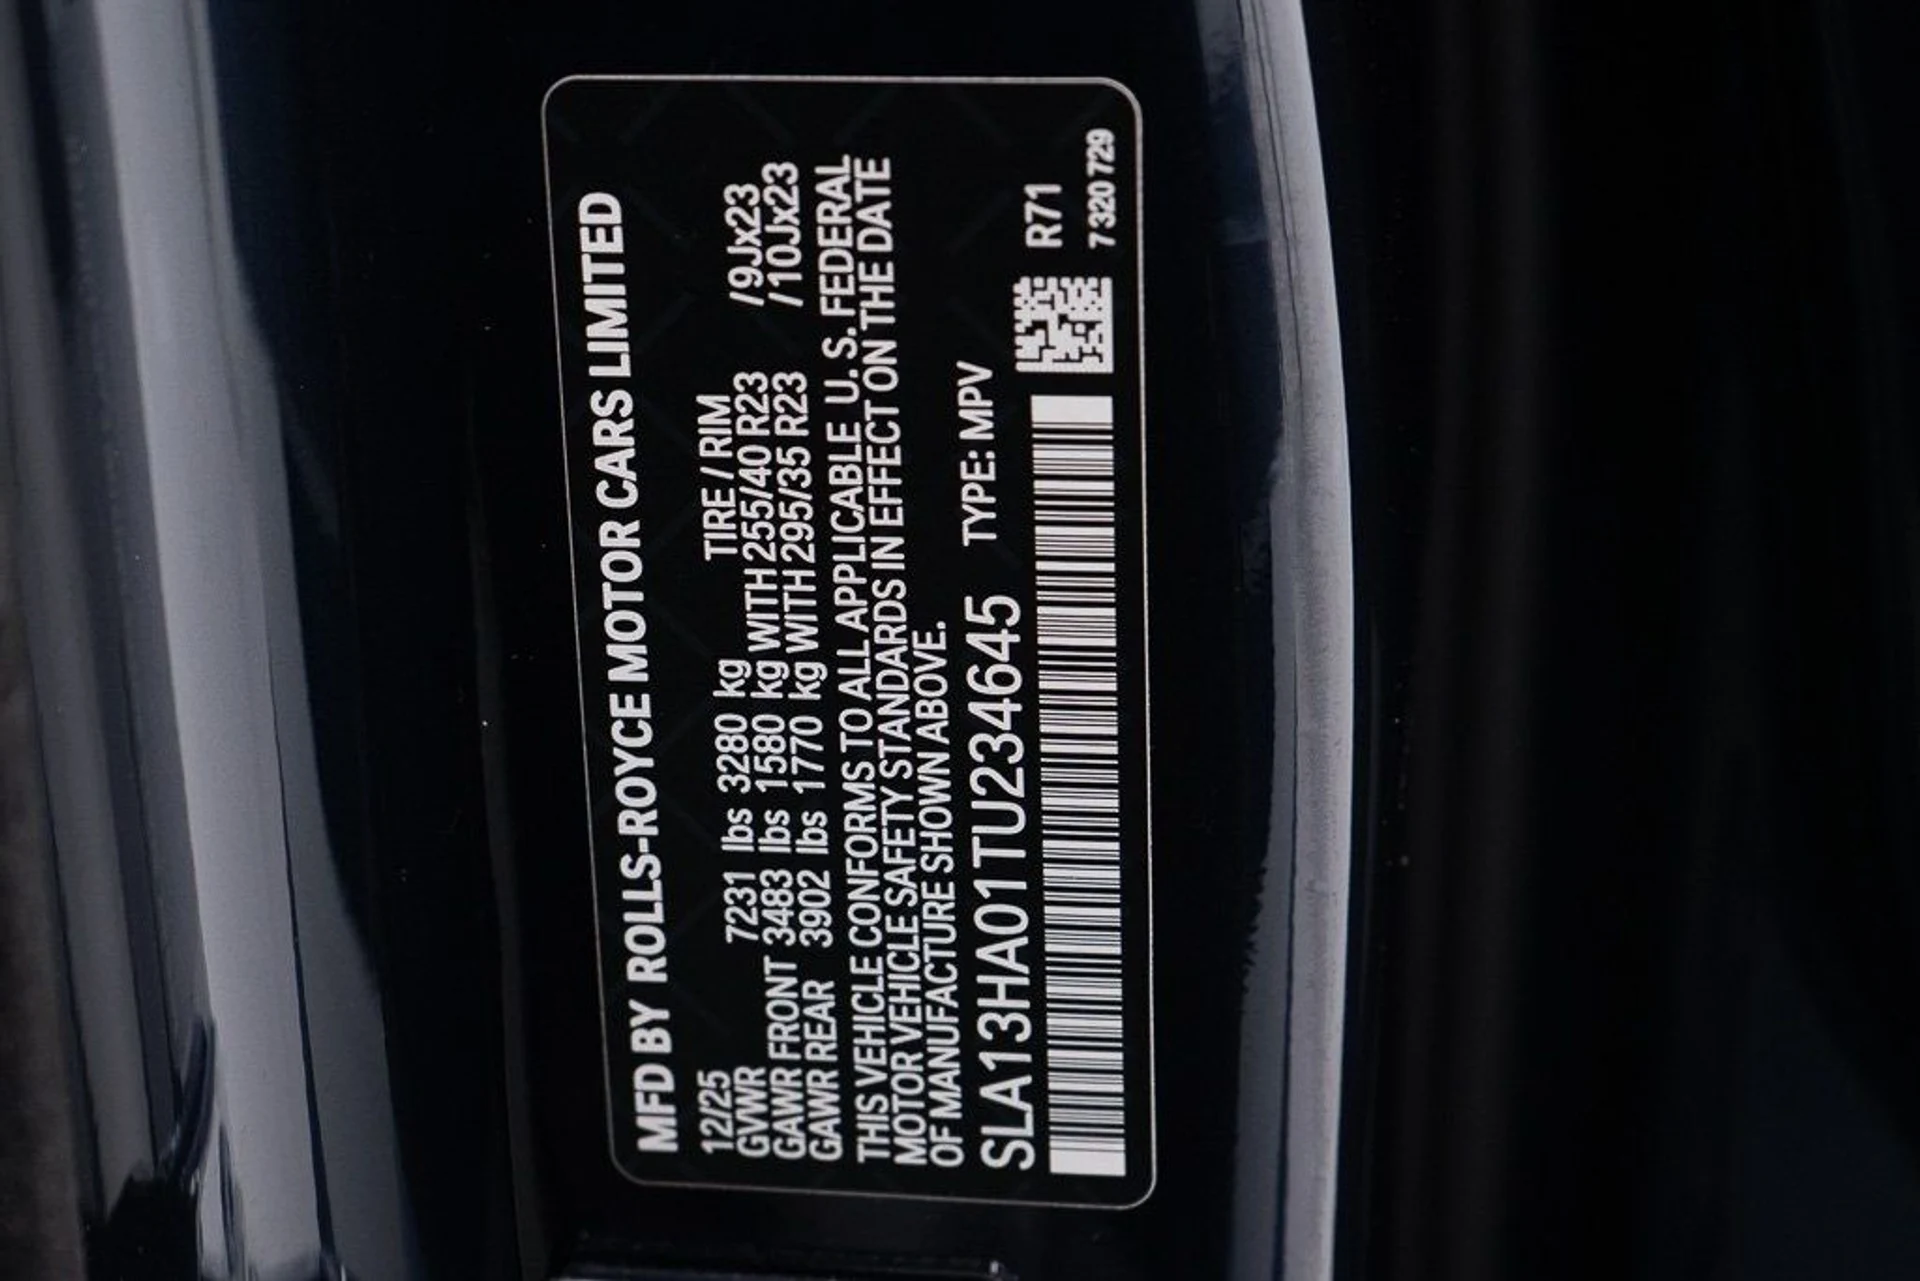 MFD BY ROLLS-ROYCE MOTOR CARS LIMITED
12/25 TIRE / RIM
GVWR 7231 lbs 3280 kg
GAWR FRONT 3483 lbs 1580 kg WITH 255/40 R23 /9Jx23
GAWR REAR 3902 lbs 1770 kg WITH 295/35 R23 /10Jx23
THIS VEHICLE CONFORMS TO ALL APPLICABLE U.S. FEDERAL
MOTOR VEHICLE SAFETY STANDARDS IN EFFECT ON THE DATE
OF MANUFACTURE SHOWN ABOVE.
SLA13HA01TU234645 TYPE: MPV
R71
7 320 729